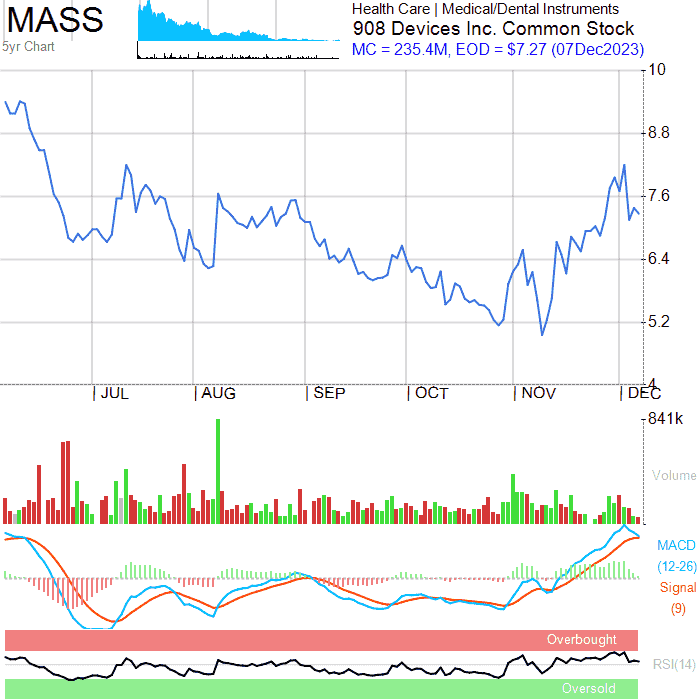 MASS
5yr Chart
Health Care | Medical/Dental Instruments
908 Devices Inc. Common Stock
MC = 235.4M, EOD = $7.27 (07Dec2023)
10
8.8
7.6
6.4
5.2
4
JUL AUG SEP OCT NOV DEC
841k
Volume
MACD
(12-26)
Signal
(9)
Overbought
RSI(14)
Oversold